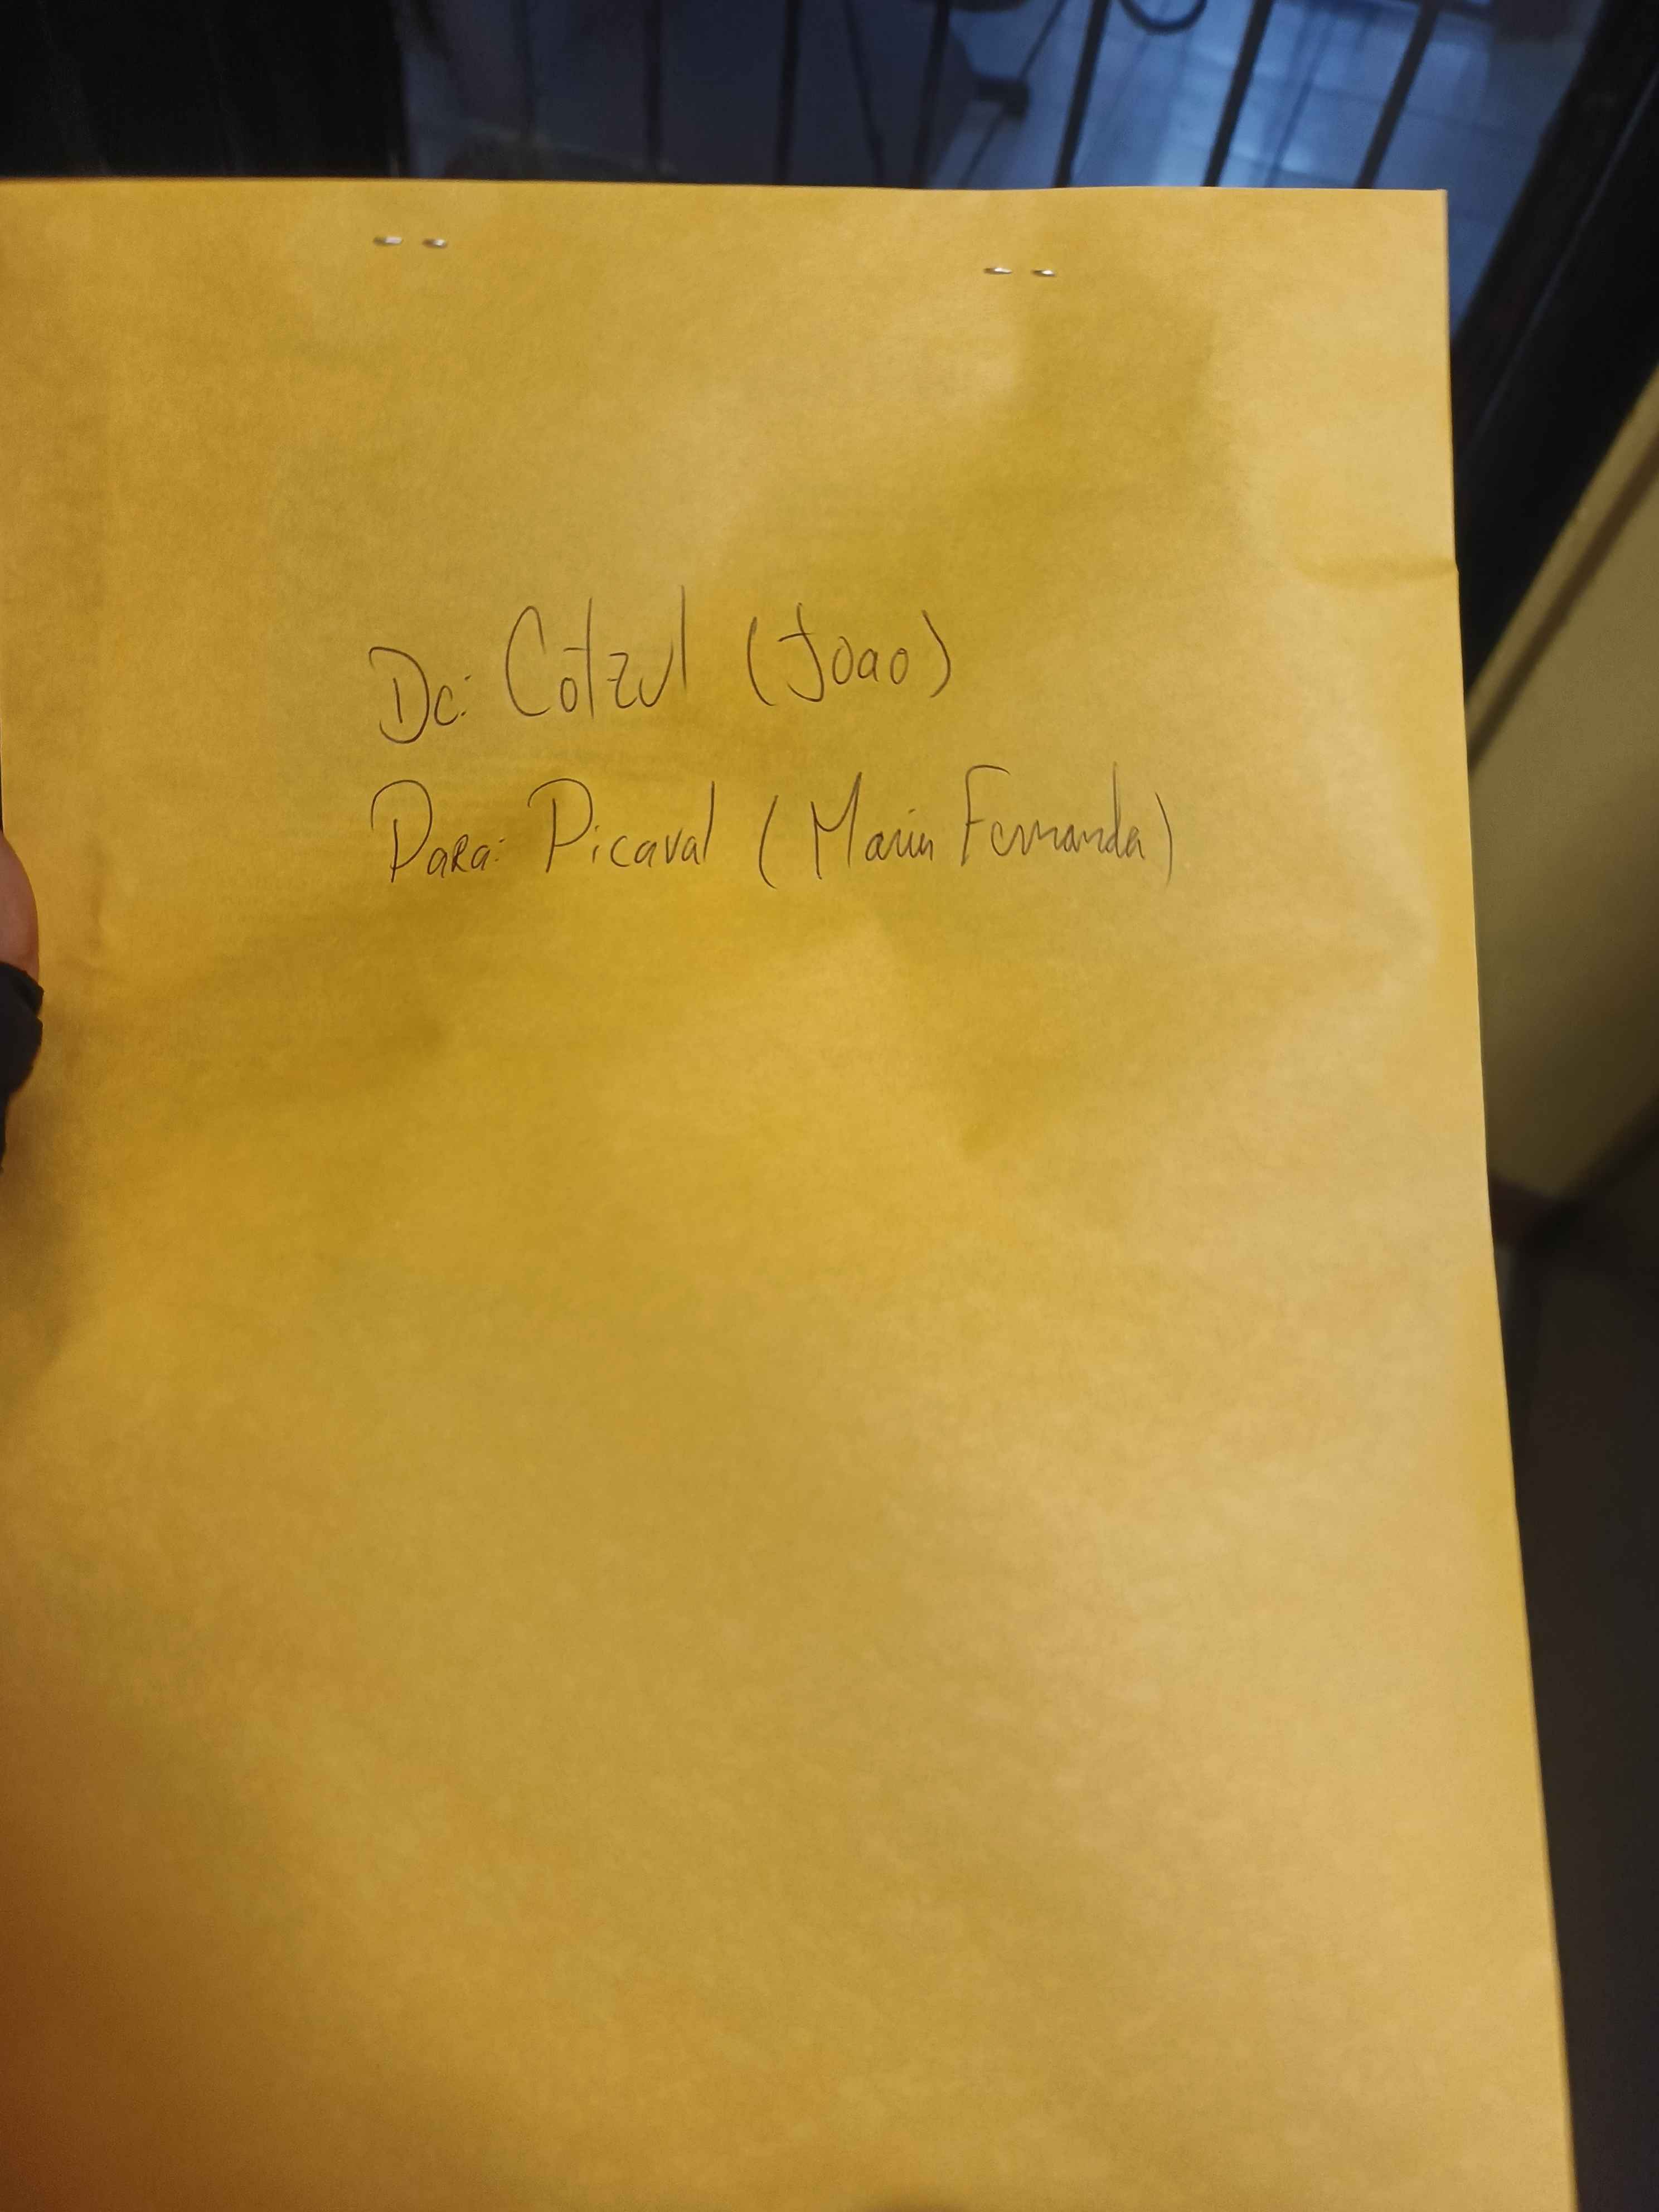 De: Cotzul (Joao)
Para: Picaval (Maria Fernanda)